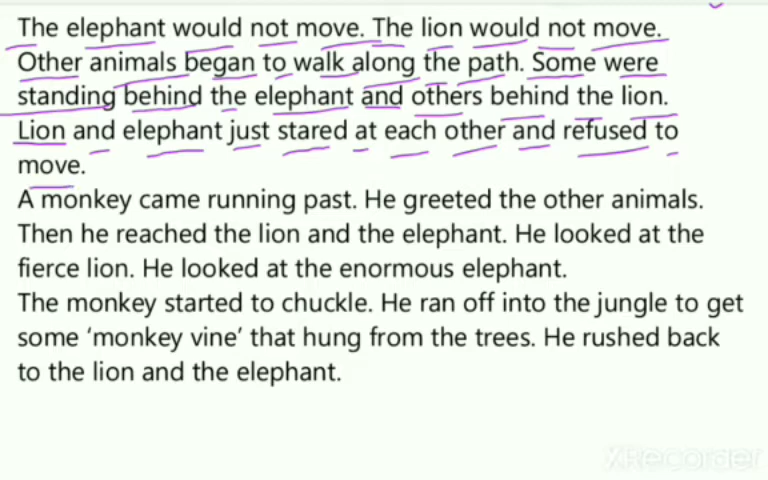 The elephant would not move. The lion would not move.
Other animals began to walk along the path. Some were
standing behind the elephant and others behind the lion.
Lion and elephant just stared at each other and refused to
move.
A monkey came running past. He greeted the other animals.
Then he reached the lion and the elephant. He looked at the
fierce lion. He looked at the enormous elephant.
The monkey started to chuckle. He ran off into the jungle to get
some ‘monkey vine’ that hung from the trees. He rushed back
to the lion and the elephant.
XRecorder